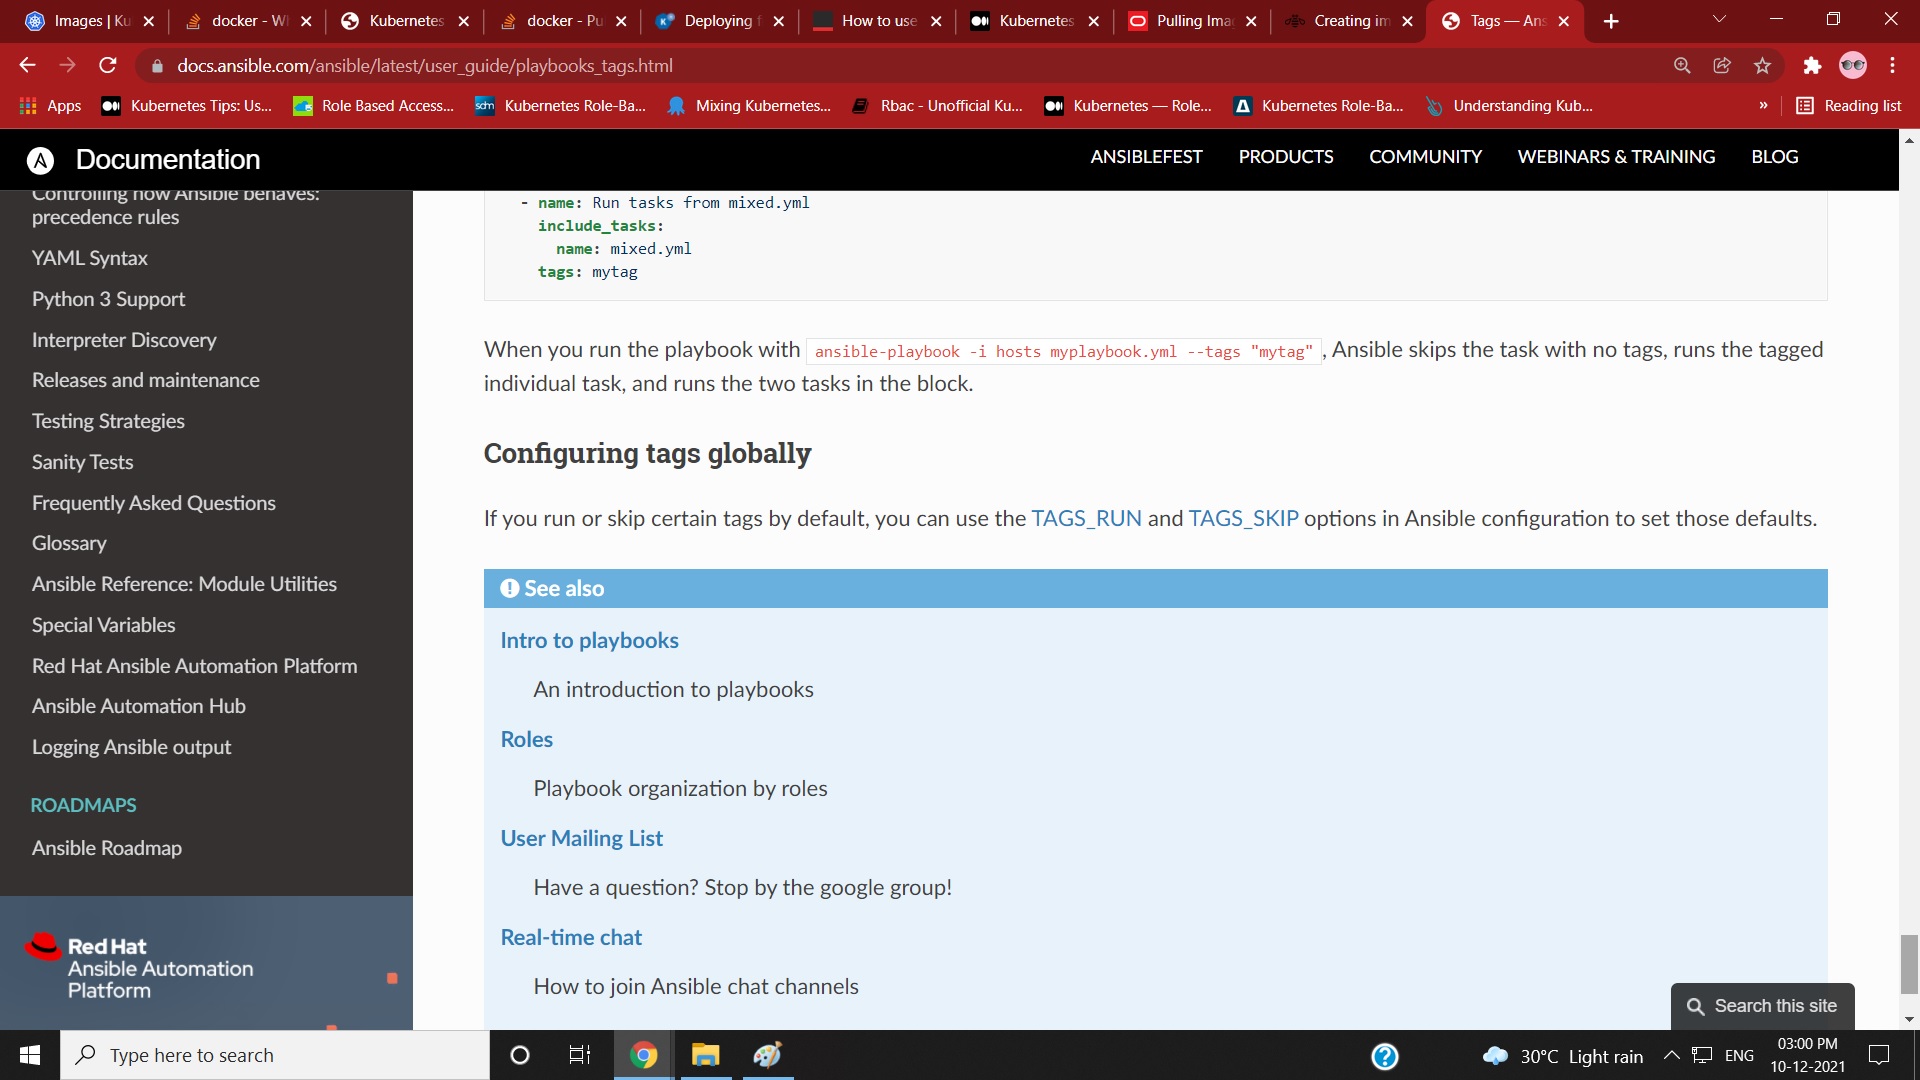 Images | Ku
docker - Wh
Kubernetes
docker - Pu
Deploying f
How to use
Kubernetes
Pulling Imag
Creating im
Tags — Ans
docs.ansible.com/ansible/latest/user_guide/playbooks_tags.html
Apps
Kubernetes Tips: Us...
Role Based Access...
Kubernetes Role-Ba...
Mixing Kubernetes...
Rbac - Unofficial Ku...
Kubernetes — Role...
Kubernetes Role-Ba...
Understanding Kub...
»
Reading list
Documentation
ANSIBLEFEST PRODUCTS COMMUNITY WEBINARS & TRAINING BLOG
Controlling how Ansible behaves:
precedence rules
YAML Syntax
Python 3 Support
Interpreter Discovery
Releases and maintenance
Testing Strategies
Sanity Tests
Frequently Asked Questions
Glossary
Ansible Reference: Module Utilities
Special Variables
Red Hat Ansible Automation Platform
Ansible Automation Hub
Logging Ansible output
ROADMAPS
Ansible Roadmap
Red Hat
Ansible Automation
Platform
- name: Run tasks from mixed.yml
include_tasks:
name: mixed.yml
tags: mytag
When you run the playbook with ansible-playbook -i hosts myplaybook.yml --tags "mytag" , Ansible skips the task with no tags, runs the tagged
individual task, and runs the two tasks in the block.
Configuring tags globally
If you run or skip certain tags by default, you can use the TAGS_RUN and TAGS_SKIP options in Ansible configuration to set those defaults.
See also
Intro to playbooks
An introduction to playbooks
Roles
Playbook organization by roles
User Mailing List
Have a question? Stop by the google group!
Real-time chat
How to join Ansible chat channels
Search this site
Type here to search
30°C Light rain
ENG
03:00 PM
10-12-2021